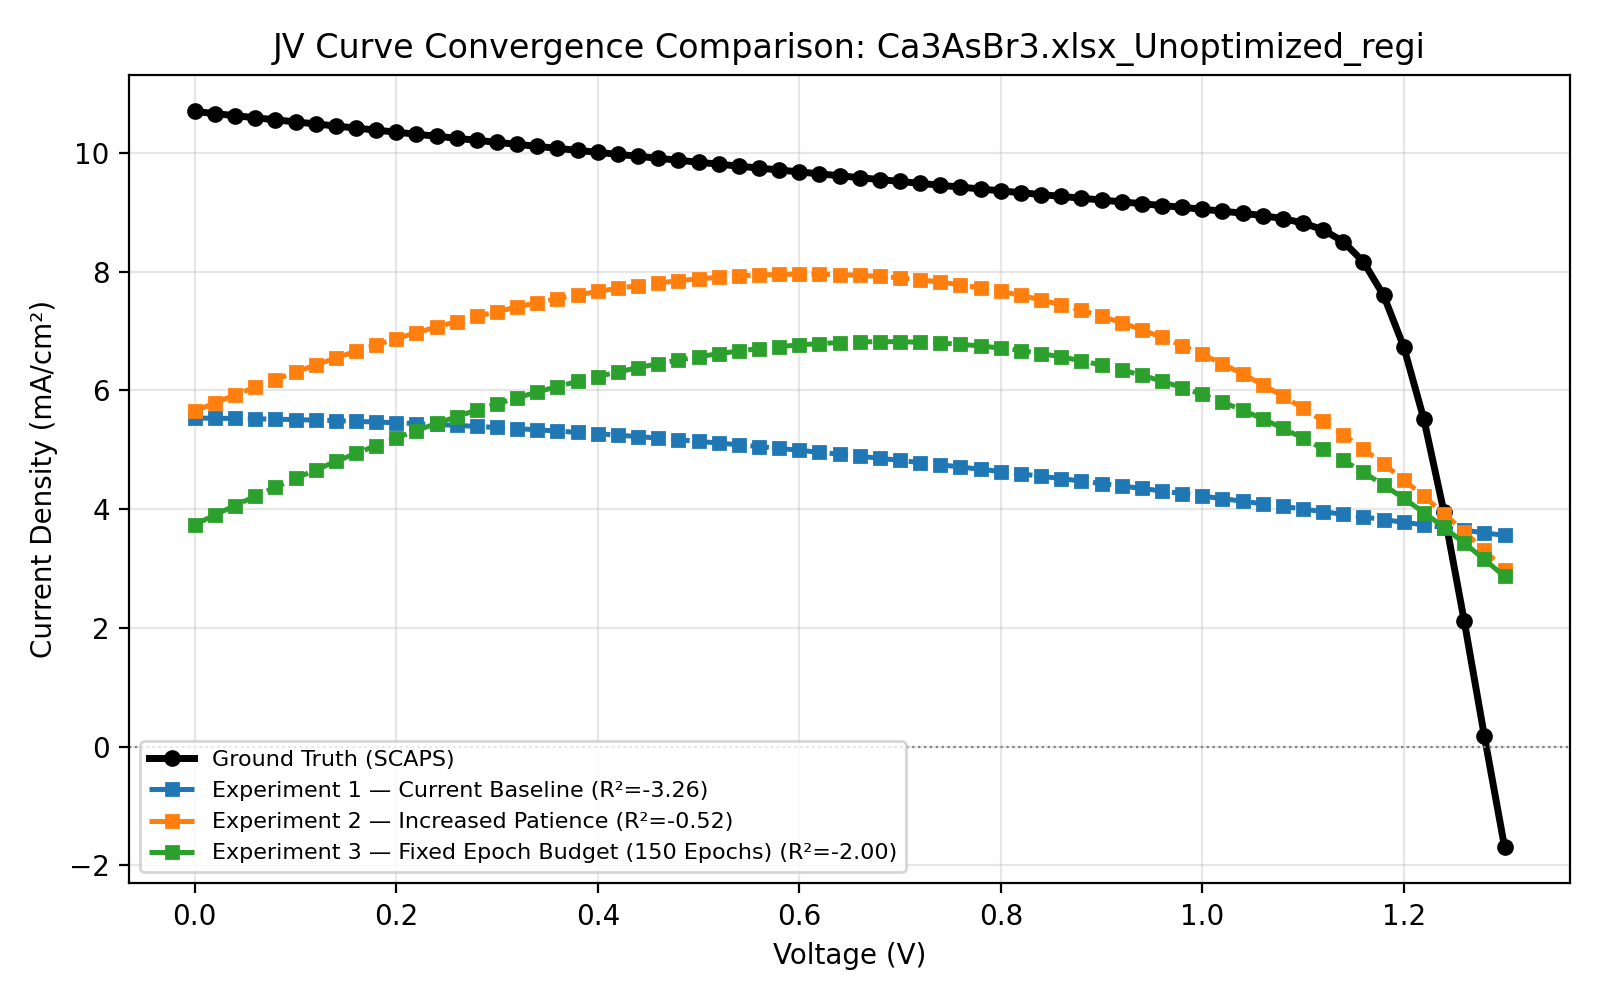 JV Curve Convergence Comparison: Ca3AsBr3.xlsx_Unoptimized_regi
Current Density (mA/cm²)
10
8
6
4
2
0
−2
Ground Truth (SCAPS)
Experiment 1 — Current Baseline (R²=-3.26)
Experiment 2 — Increased Patience (R²=-0.52)
Experiment 3 — Fixed Epoch Budget (150 Epochs) (R²=-2.00)
0.0 0.2 0.4 0.6 0.8 1.0 1.2
Voltage (V)